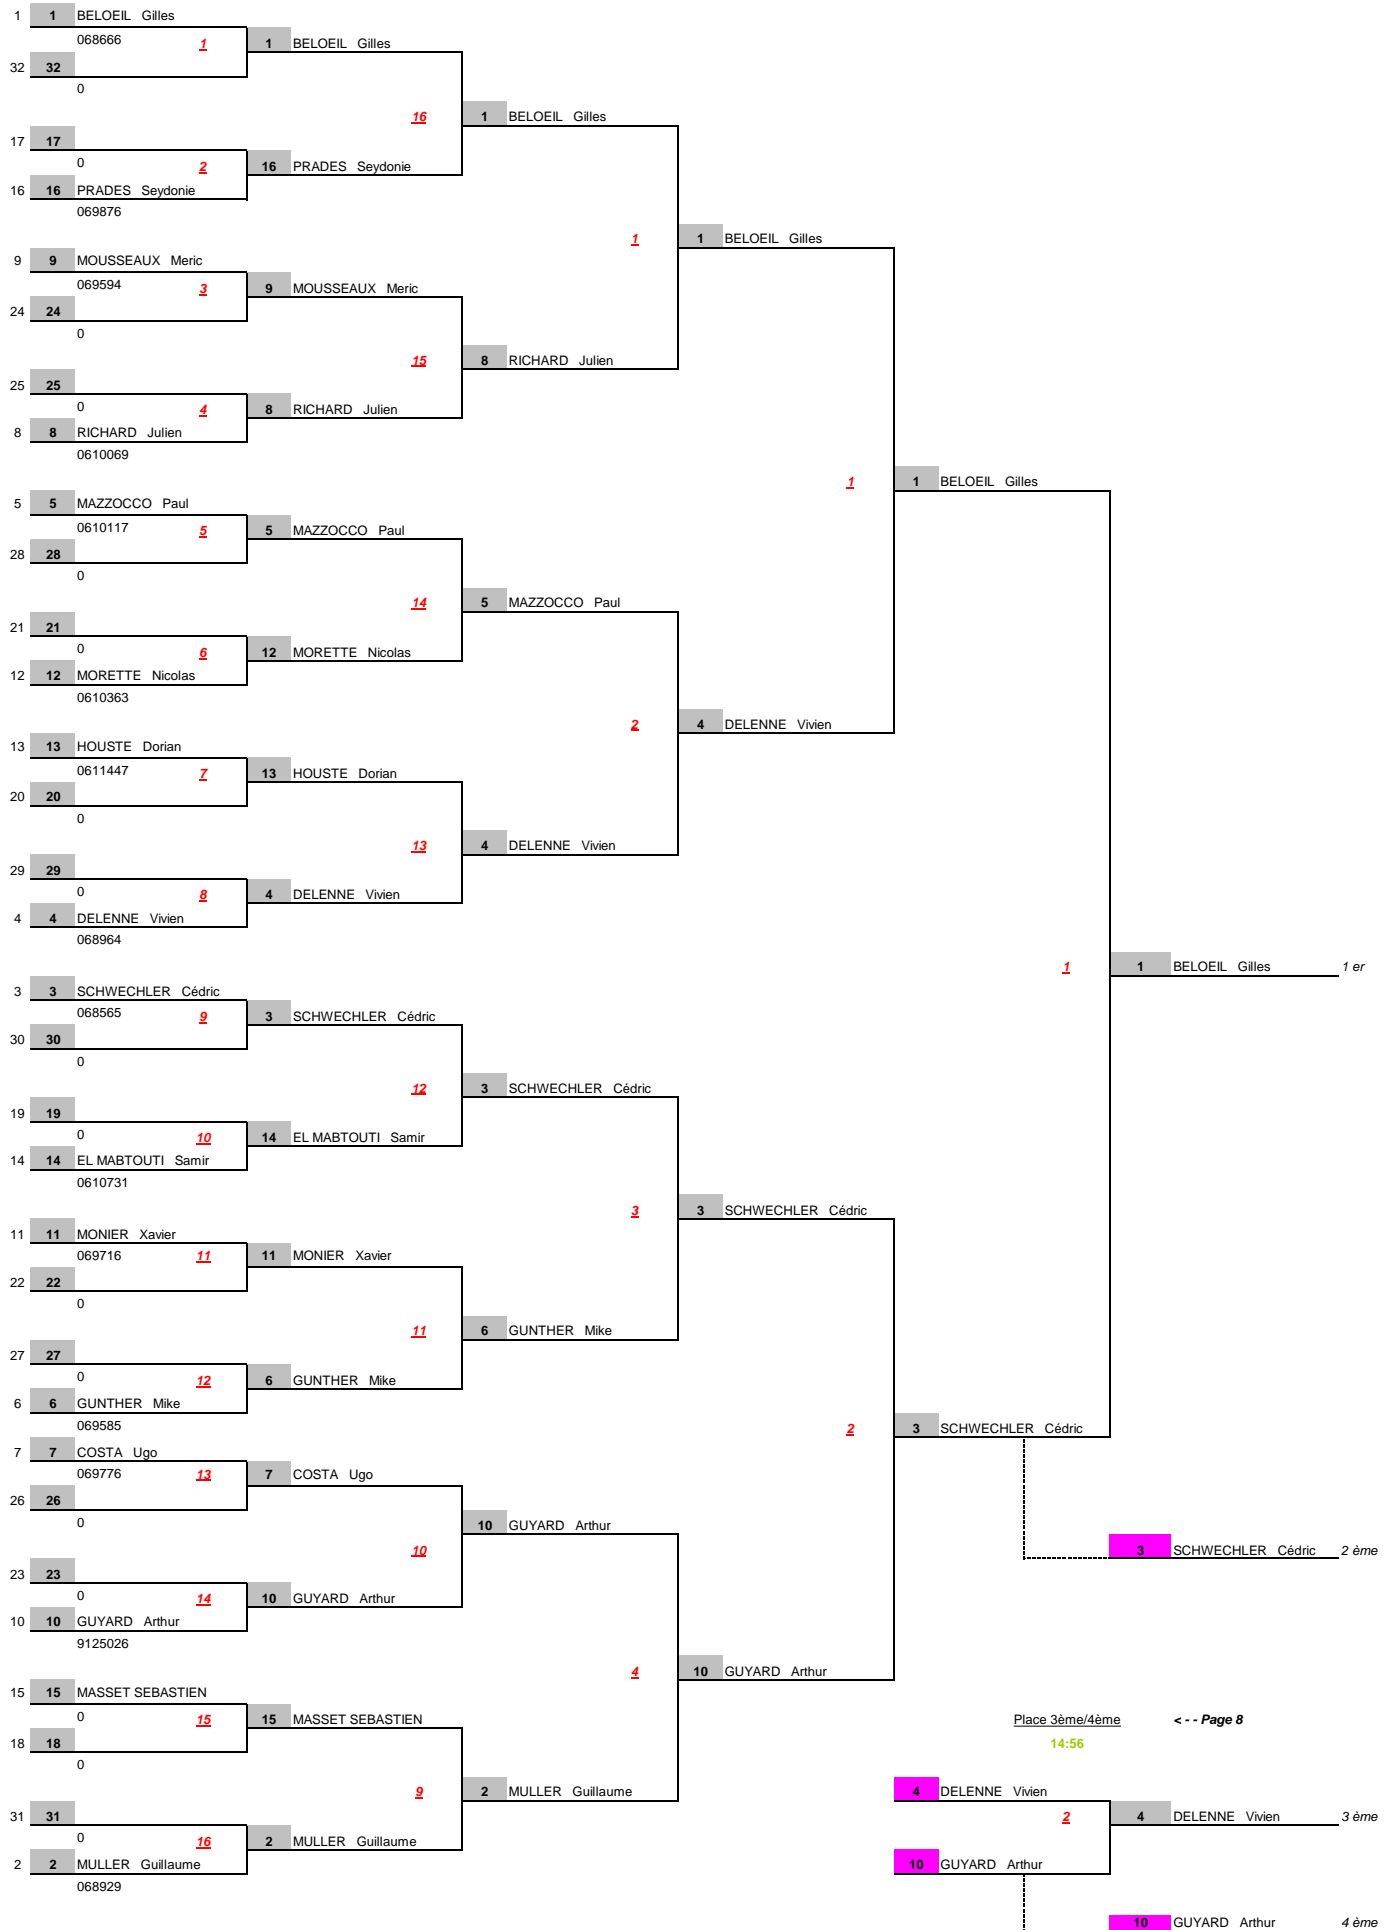 1 1 BELOEIL Gilles
068666 1 1 BELOEIL Gilles
32 32
0
16 1 BELOEIL Gilles
17 17
0 2 16 PRADES Seydonie
16 16 PRADES Seydonie
069876
1 1 BELOEIL Gilles
9 9 MOUSSEAUX Meric
069594 3 9 MOUSSEAUX Meric
24 24
0
15 8 RICHARD Julien
25 25
0 4 8 RICHARD Julien
8 8 RICHARD Julien
0610069
1 1 BELOEIL Gilles
5 5 MAZZOCCO Paul
0610117 5 5 MAZZOCCO Paul
28 28
0
14 5 MAZZOCCO Paul
21 21
0 6 12 MORETTE Nicolas
12 12 MORETTE Nicolas
0610363
2 4 DELENNE Vivien
13 13 HOUSTE Dorian
0611447 7 13 HOUSTE Dorian
20 20
0
13 4 DELENNE Vivien
29 29
0 8 4 DELENNE Vivien
4 4 DELENNE Vivien
068964
1 1 BELOEIL Gilles 1 er
3 3 SCHWECHLER Cédric
068565 9 3 SCHWECHLER Cédric
30 30
0
12 3 SCHWECHLER Cédric
19 19
0 10 14 EL MABTOUTI Samir
14 14 EL MABTOUTI Samir
0610731
3 3 SCHWECHLER Cédric
11 11 MONIER Xavier
069716 11 11 MONIER Xavier
22 22
0
11 6 GUNTHER Mike
27 27
0 12 6 GUNTHER Mike
6 6 GUNTHER Mike
069585
2 3 SCHWECHLER Cédric
7 7 COSTA Ugo
069776 13 7 COSTA Ugo
26 26
0
10 GUYARD Arthur
10 3 SCHWECHLER Cédric 2 ème
23 23
0 14 10 GUYARD Arthur
10 10 GUYARD Arthur
9125026
4 10 GUYARD Arthur
15 15 MASSET SEBASTIEN
0 15 15 MASSET SEBASTIEN Place 3ème/4ème < - - Page 8
18 18 14:56
0
9 2 MULLER Guillaume 4 DELENNE Vivien
31 31 2 4 DELENNE Vivien 3 ème
0 16 2 MULLER Guillaume
2 2 MULLER Guillaume 10 GUYARD Arthur
068929
10 GUYARD Arthur 4 ème